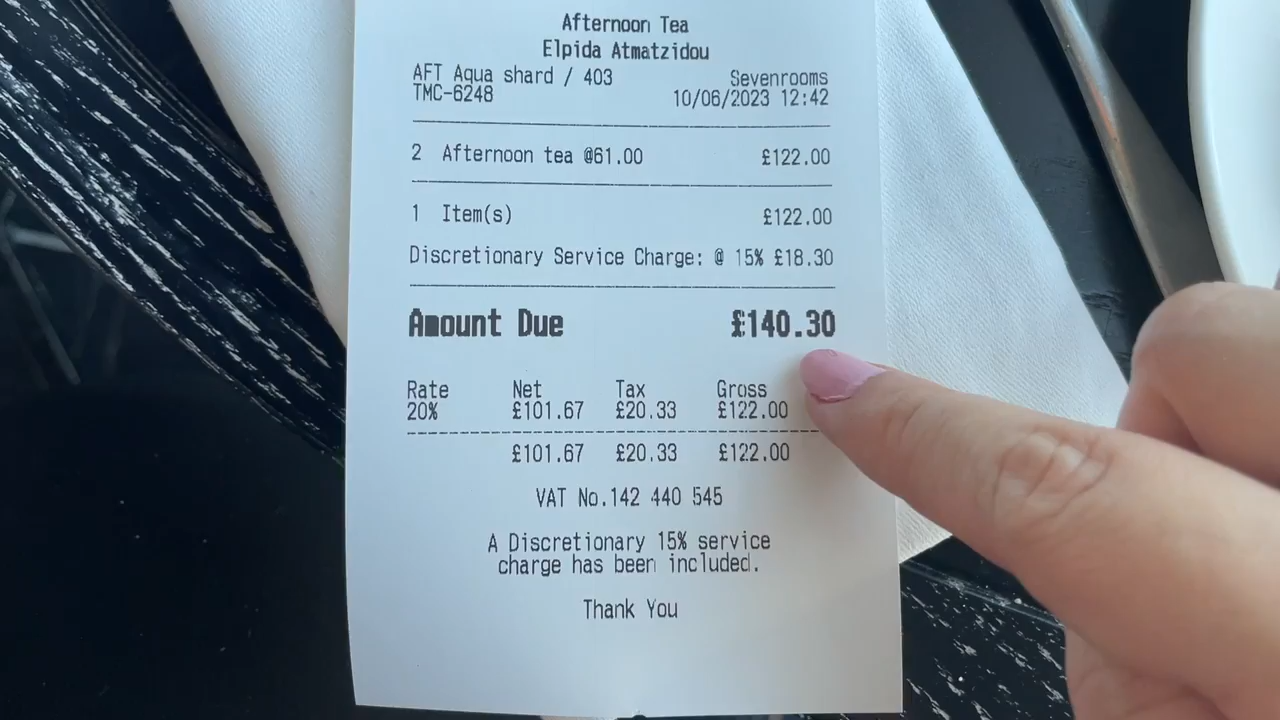 Afternoon Tea
Elpida Atmatzidou
AFT Aqua shard / 403 Sevenrooms
TMC-6248 10/06/2023 12:42
2 Afternoon tea @61.00 £122.00
1 Item(s) £122.00
Discretionary Service Charge: @ 15% £18.30
Amount Due £140.30
Rate Net Tax Gross
20% £101.67 £20.33 £122.00
£101.67 £20.33 £122.00
VAT No.142 440 545
A Discretionary 15% service
charge has been included.
Thank You